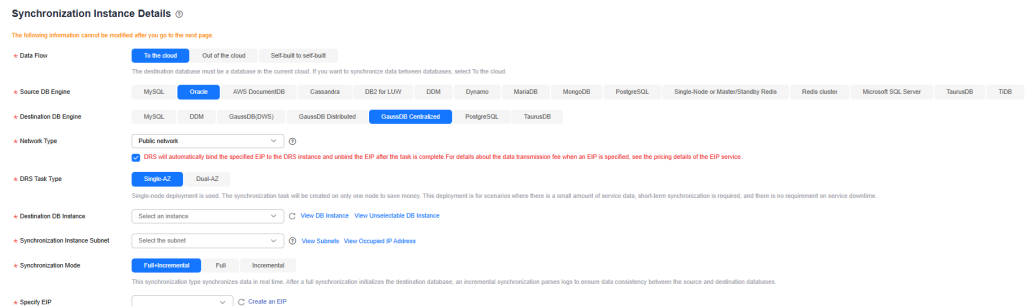 Synchronization Instance Details
The following information cannot be modified after you go to the next page.
* Data Flow To the cloud Out of the cloud Self-built to self-built
The destination database must be a database in the current cloud. If you want to synchronize data between databases, select To the cloud.
* Source DB Engine MySQL Oracle AWS DocumentDB Cassandra DB2 for LUW DDM Dynamo MariaDB MongoDB PostgreSQL Single-Node or Master/Standby Redis Redis cluster Microsoft SQL Server TaurusDB TiDB
* Destination DB Engine MySQL DDM GaussDB(DWS) GaussDB Distributed GaussDB Centralized PostgreSQL TaurusDB
* Network Type Public network
DRS will automatically bind the specified EIP to the DRS instance and unbind the EIP after the task is complete.For details about the data transmission fee when an EIP is specified, see the pricing details of the EIP service.
* DRS Task Type Single-AZ Dual-AZ
Single-node deployment is used. The synchronization task will be created on only one node to save money. This deployment is for scenarios where there is a small amount of service data, short-term synchronization is required, and there is no requirement on service downtime.
* Destination DB Instance Select an instance View DB Instance View Unselectable DB Instance
* Synchronization Instance Subnet Select the subnet View Subnets View Occupied IP Address
* Synchronization Mode Full+Incremental Full Incremental
This synchronization type synchronizes data in real time. After a full synchronization initializes the destination database, an incremental synchronization parses logs to ensure data consistency between the source and destination databases.
* Specify EIP Create an EIP